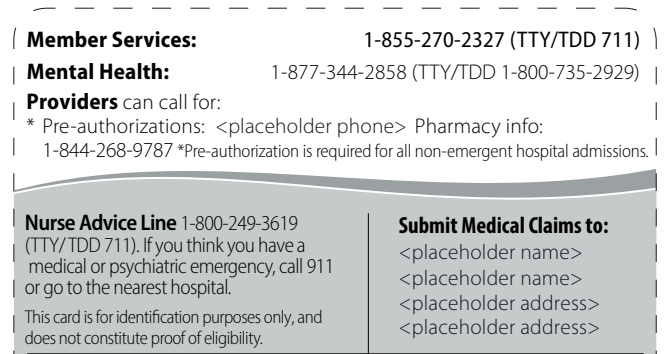 Member Services: 1-855-270-2327 (TTY/TDD 711)
Mental Health: 1-877-344-2858 (TTY/TDD 1-800-735-2929)
Providers can call for:
* Pre-authorizations: <placeholder phone> Pharmacy info:
1-844-268-9787 *Pre-authorization is required for all non-emergent hospital admissions.
Nurse Advice Line 1-800-249-3619
(TTY/TDD 711). If you think you have a
medical or psychiatric emergency, call 911
or go to the nearest hospital.
This card is for identification purposes only, and
does not constitute proof of eligibility.
Submit Medical Claims to:
<placeholder name>
<placeholder name>
<placeholder address>
<placeholder address>